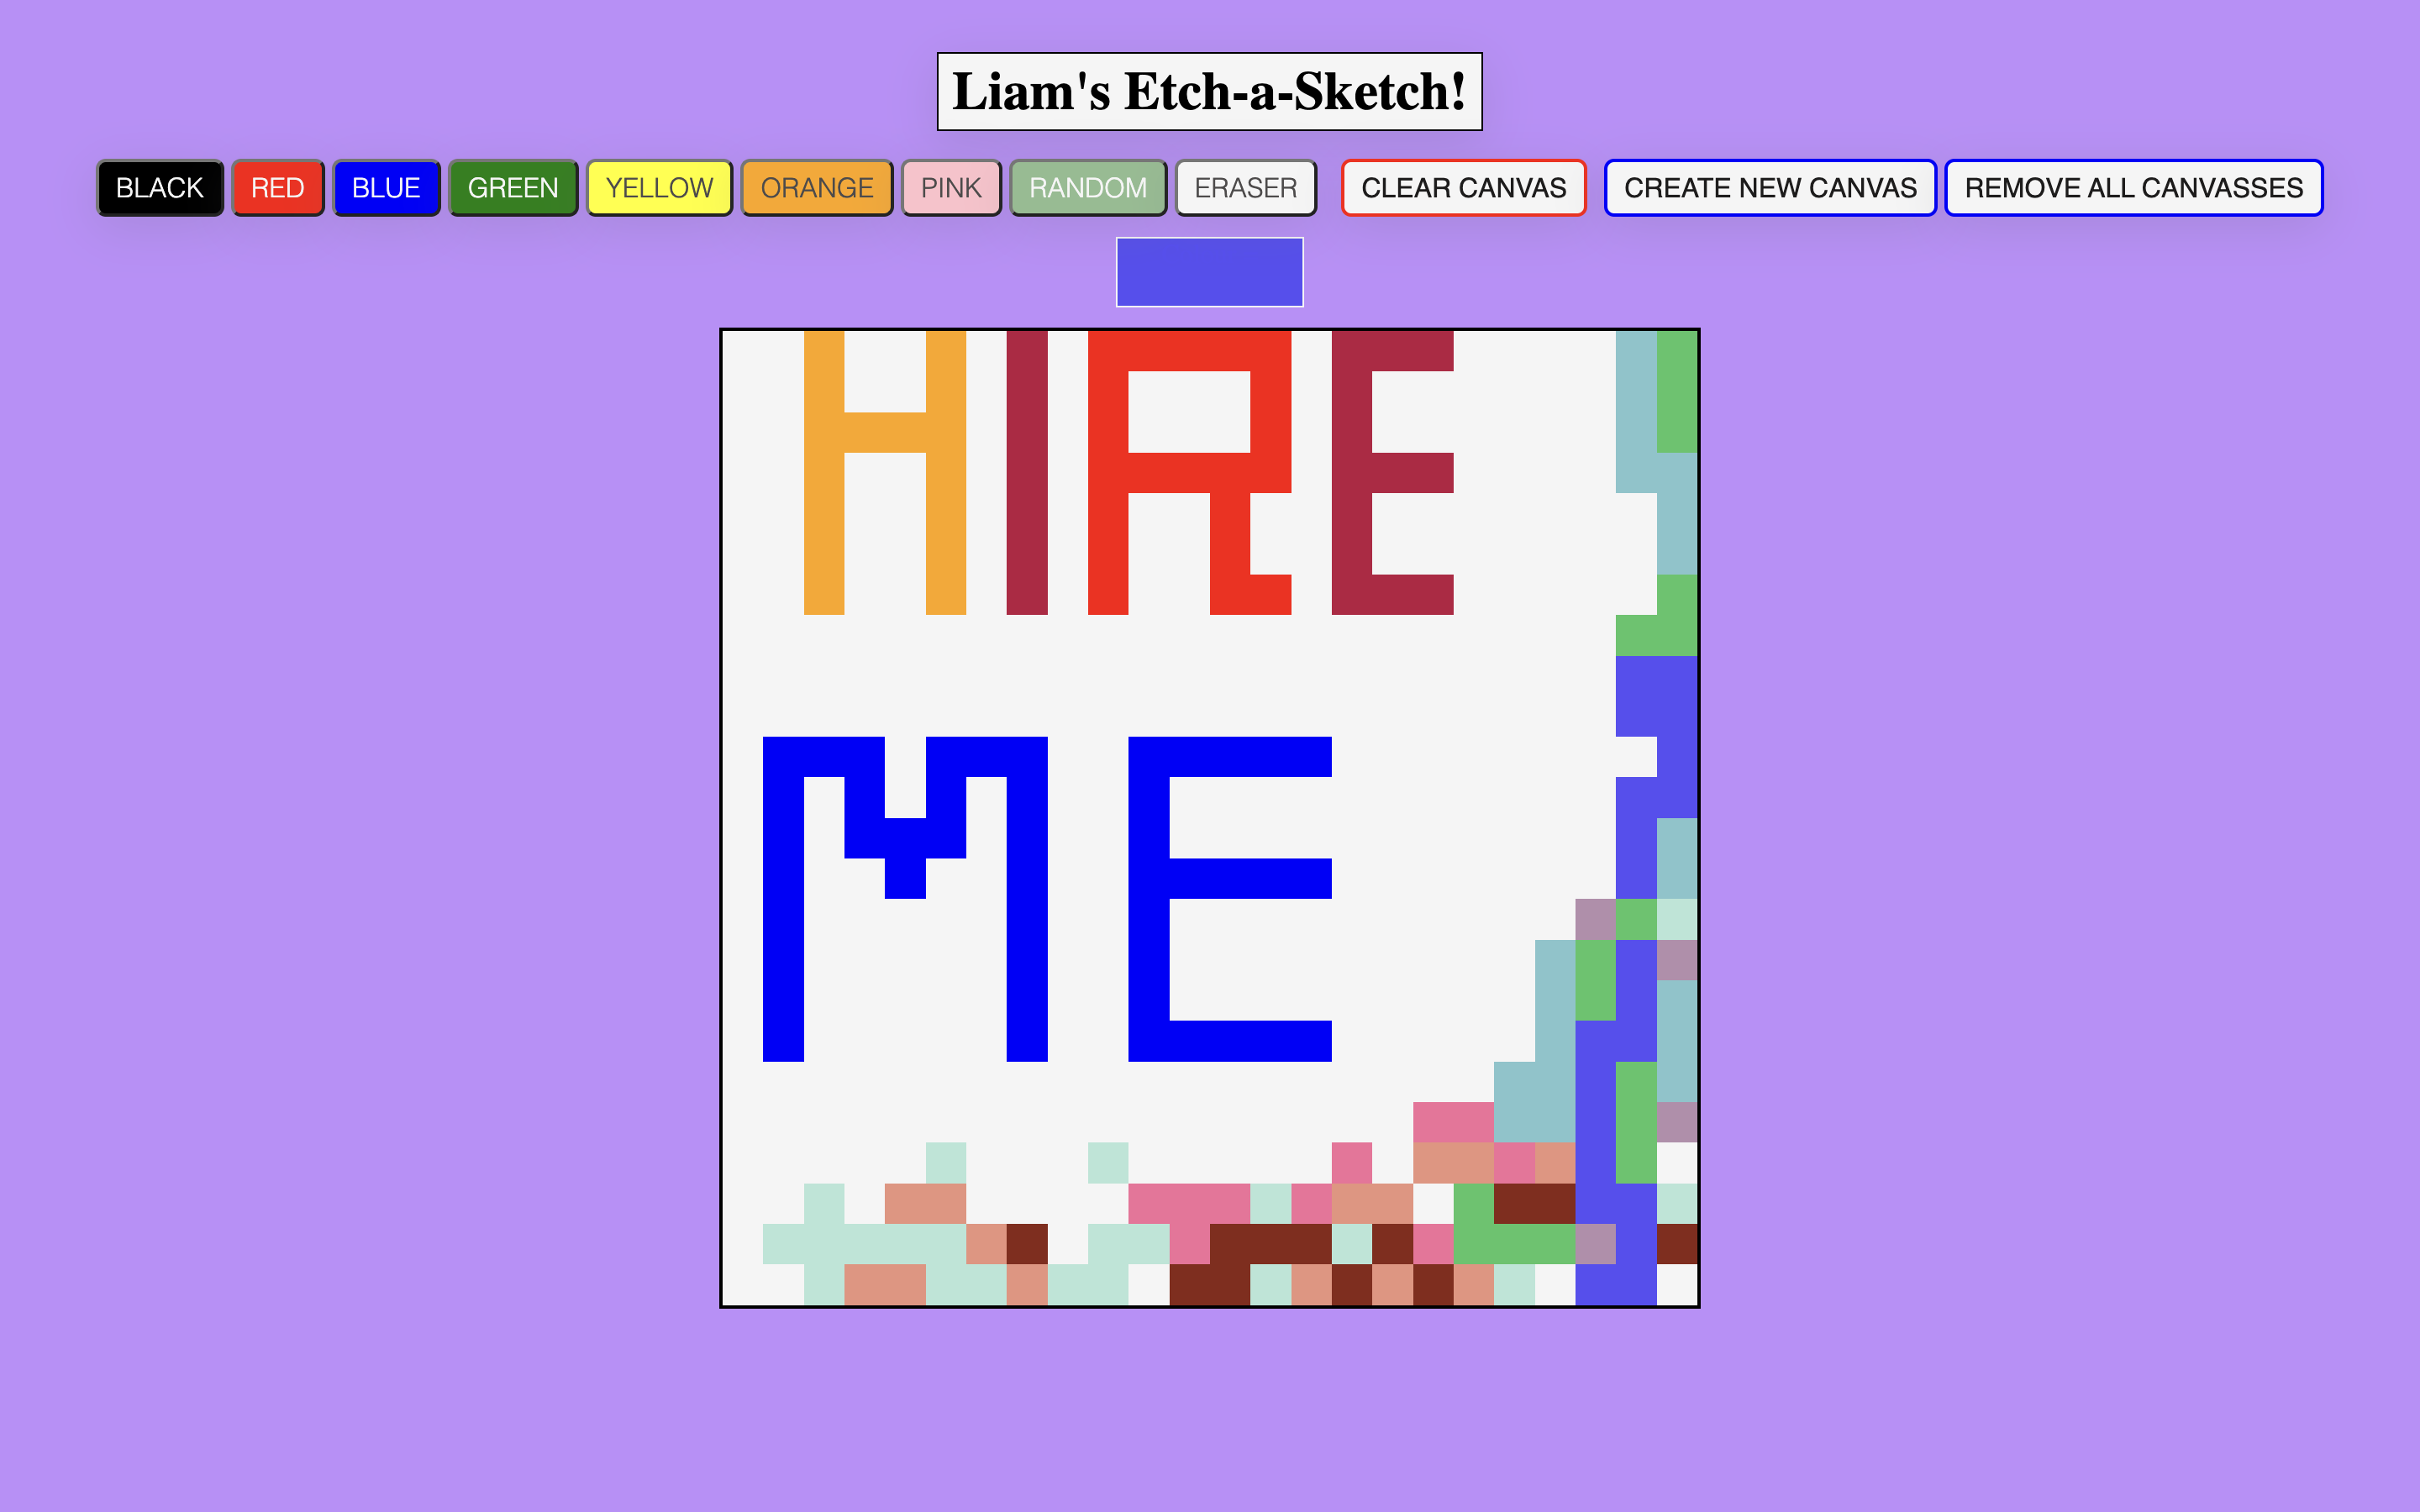 Liam's Etch-a-Sketch!
BLACK RED BLUE GREEN YELLOW ORANGE PINK RANDOM ERASER CLEAR CANVAS CREATE NEW CANVAS REMOVE ALL CANVASSES
HIRE
ME